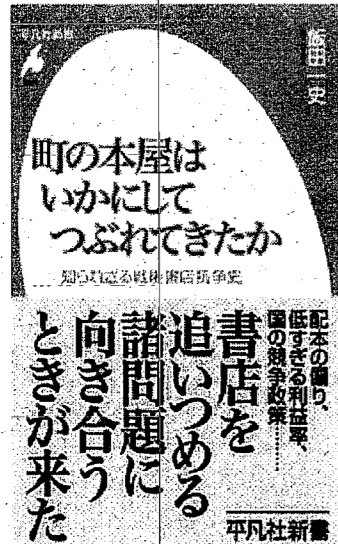 平凡社新書
飯田一史
町の本屋は
いかにして
つぶれてきたか
知られざる戦後書店抗争史
配本の偏り、
低すぎる利益率、
国の競争政策………
書店を
追いつめる
諸問題に
向き合う
ときが来た
平凡社新書